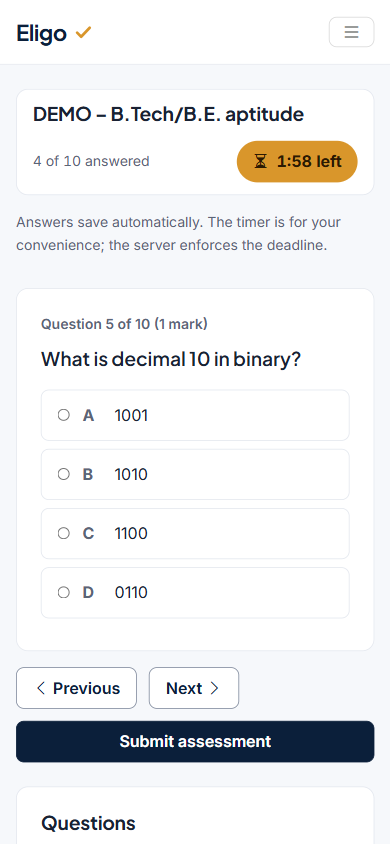 Eligo
DEMO – B.Tech/B.E. aptitude
4 of 10 answered
1:58 left
Answers save automatically. The timer is for your
convenience; the server enforces the deadline.
Question 5 of 10 (1 mark)
What is decimal 10 in binary?
A 1001
B 1010
C 1100
D 0110
Previous
Next
Submit assessment
Questions